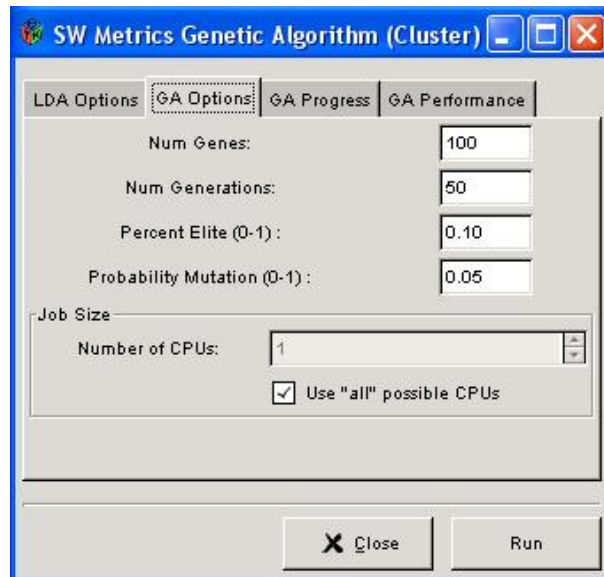 SW Metrics Genetic Algorithm (Cluster)
LDA Options GA Options GA Progress GA Performance
Num Genes: 100
Num Generations: 50
Percent Elite (0-1) : 0.10
Probability Mutation (0-1) : 0.05
Job Size
Number of CPUs: 1
Use "all" possible CPUs
Close Run